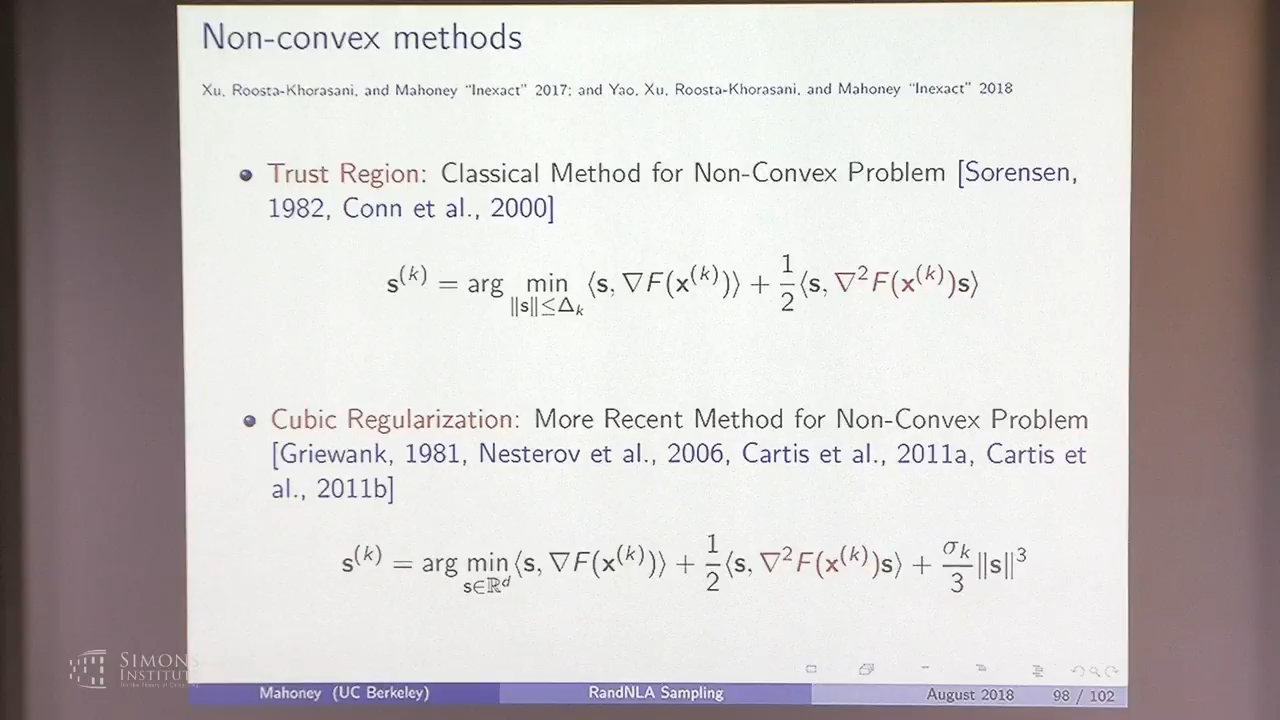 Non-convex methods
Xu, Roosta-Khorasani, and Mahoney “Inexact” 2017; and Yao, Xu, Roosta-Khorasani, and Mahoney “Inexact” 2018
Trust Region: Classical Method for Non-Convex Problem [Sorensen,
1982, Conn et al., 2000]
s^(k) = arg min_{‖s‖≤Δ_k} ⟨s, ∇F(x^(k))⟩ + 1/2⟨s, ∇²F(x^(k))s⟩
Cubic Regularization: More Recent Method for Non-Convex Problem
[Griewank, 1981, Nesterov et al., 2006, Cartis et al., 2011a, Cartis et
al., 2011b]
s^(k) = arg min_{s∈ℝ^d} ⟨s, ∇F(x^(k))⟩ + 1/2⟨s, ∇²F(x^(k))s⟩ + σ_k/3‖s‖³
SIMONS
INSTITUTE
Mahoney (UC Berkeley) RandNLA Sampling August 2018 98 / 102